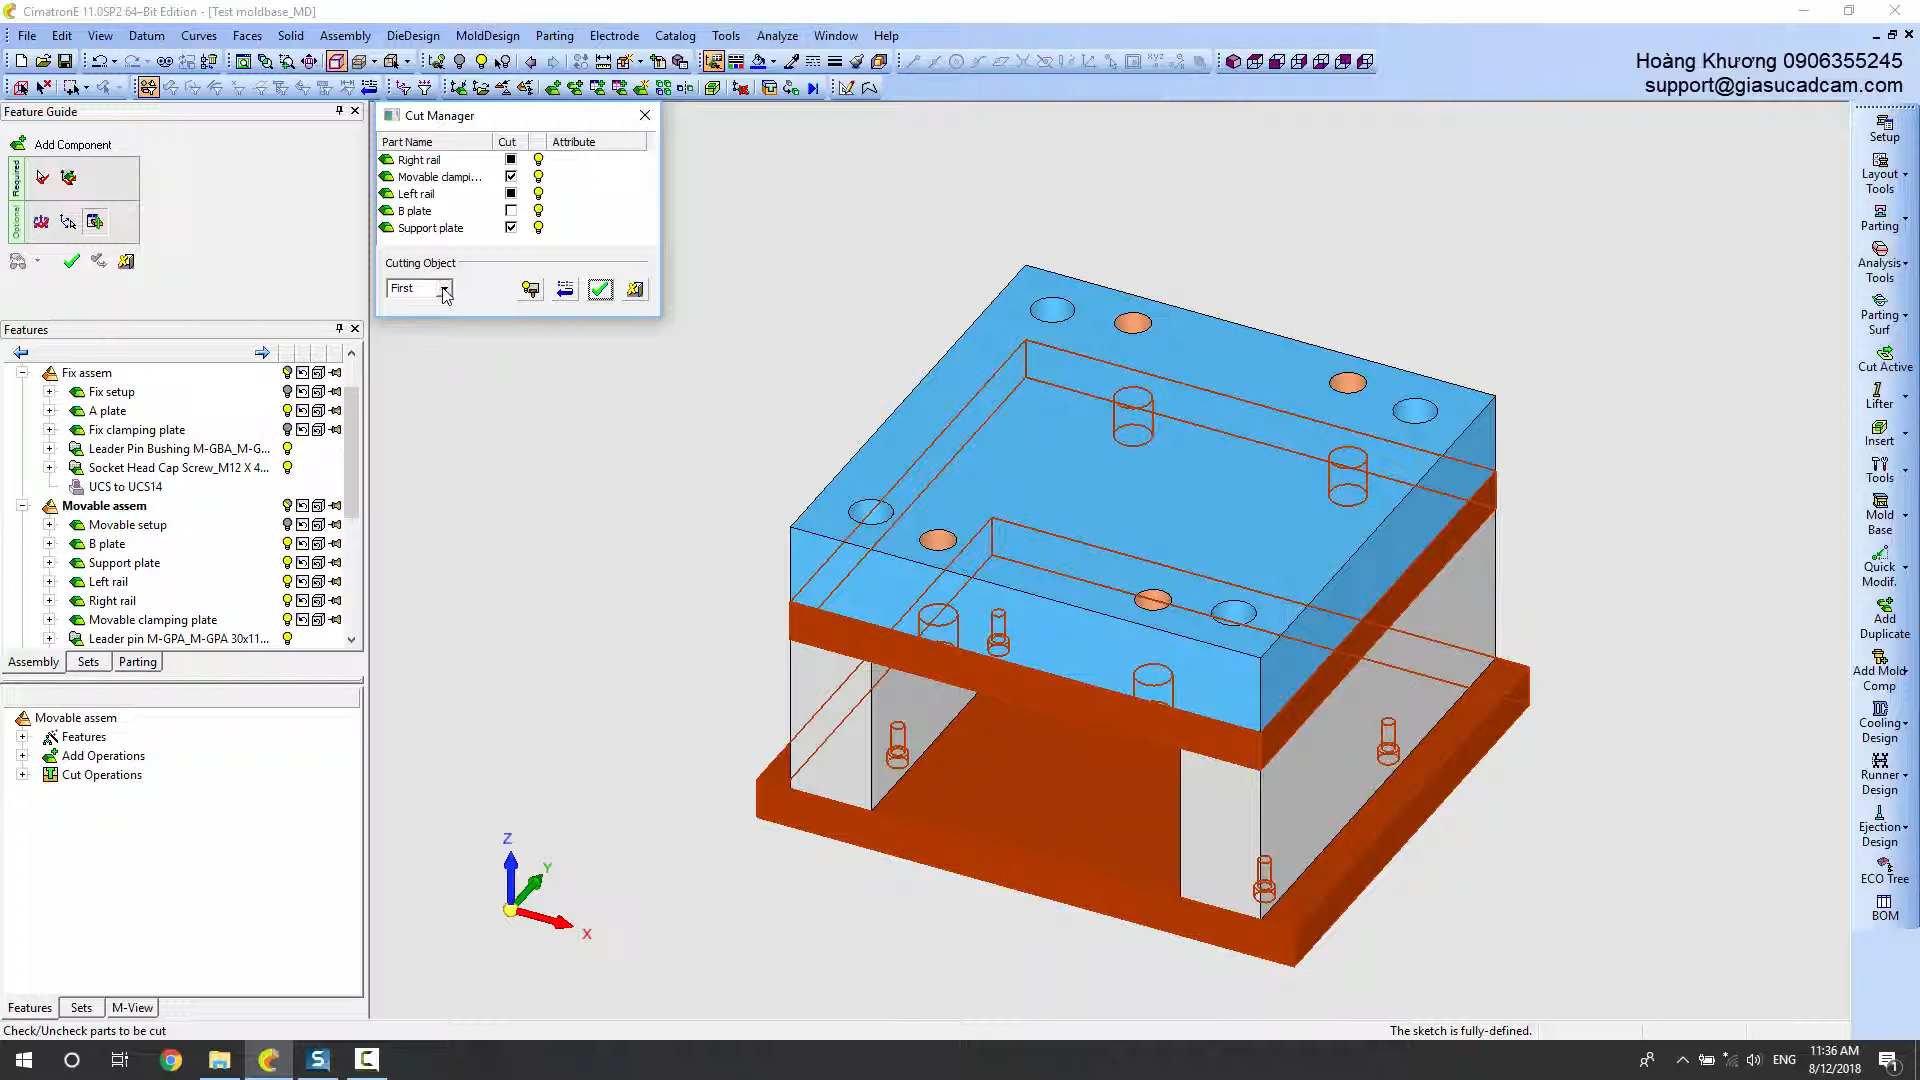 CimatronE 11.0SP2 64–Bit Edition - [Test moldbase_MD]
File Edit View Datum Curves Faces Solid Assembly DieDesign MoldDesign Parting Electrode Catalog Tools Analyze Window Help
Hoàng Khương 0906355245
support@giasucadcam.com
Feature Guide
Add Component
Required
Optional
Cut Manager
Part Name Cut Attribute
Right rail
Movable clampi...
Left rail
B plate
Support plate
Cutting Object
First
Features
Fix assem
Fix setup
A plate
Fix clamping plate
Leader Pin Bushing M-GBA_M-G...
Socket Head Cap Screw_M12 X 4...
UCS to UCS14
Movable assem
Movable setup
B plate
Support plate
Left rail
Right rail
Movable clamping plate
Leader pin M-GPA_M-GPA 30x11...
Assembly Sets Parting
Movable assem
Features
Add Operations
Cut Operations
Features Sets M-View
Z
Y
X
Setup
Layout
Tools
Parting
Analysis
Tools
Parting
Surf
Cut Active
Lifter
Insert
Tools
Mold
Base
Quick
Modif.
Add
Duplicate
Add Mold
Comp
Cooling
Design
Runner
Design
Ejection
Design
ECO Tree
BOM
Check/Uncheck parts to be cut
The sketch is fully-defined.
ENG
11:36 AM
8/12/2018
1